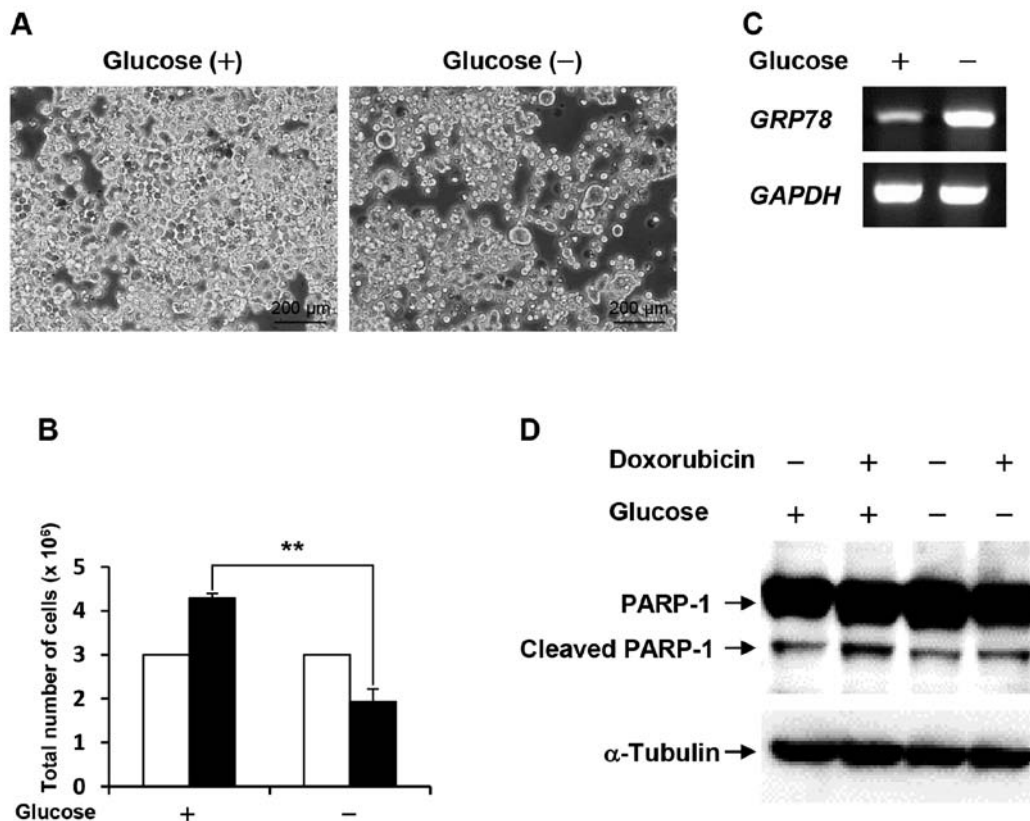 A
Glucose (+)
Glucose (−)
200 μm
200 μm
B
Total number of cells (x 10⁶)
5
4
3
2
1
0
**
Glucose
+
−
C
Glucose + −
GRP78
GAPDH
D
Doxorubicin − + − +
Glucose + + − −
PARP-1
Cleaved PARP-1
α-Tubulin